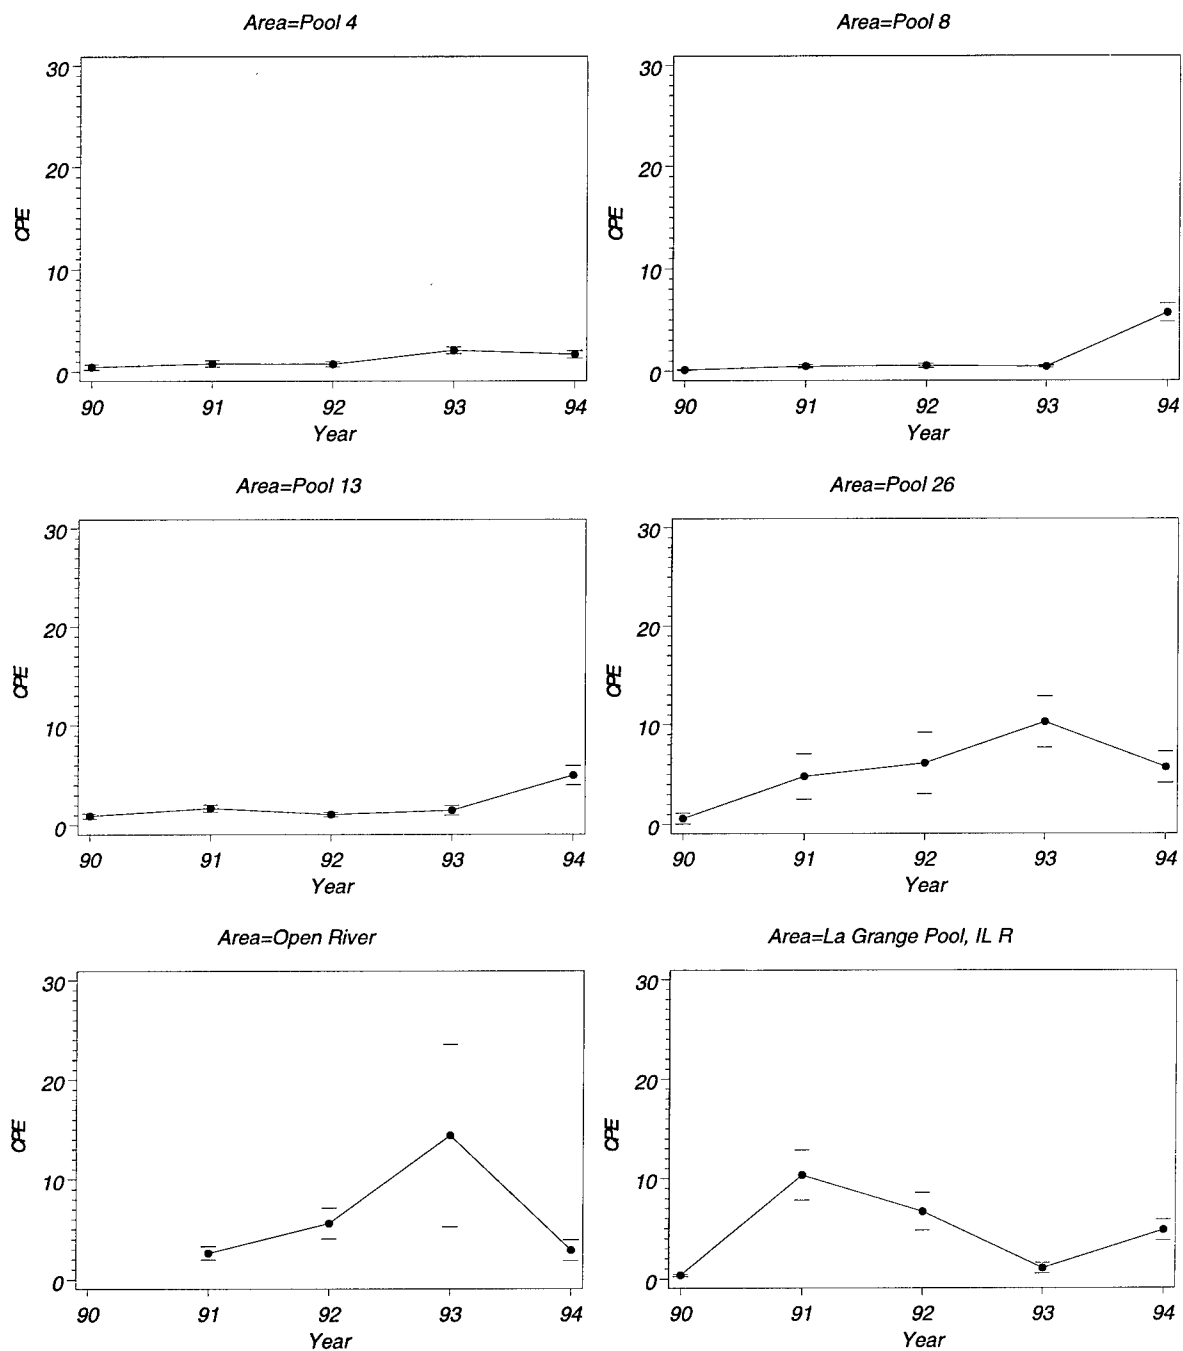 Area=Pool 4
30
20
10
0
CPE
90 91 92 93 94
Year
Area=Pool 8
30
20
10
0
CPE
90 91 92 93 94
Year
Area=Pool 13
30
20
10
0
CPE
90 91 92 93 94
Year
Area=Pool 26
30
20
10
0
CPE
90 91 92 93 94
Year
Area=Open River
30
20
10
0
CPE
90 91 92 93 94
Year
Area=La Grange Pool, IL R
30
20
10
0
CPE
90 91 92 93 94
Year